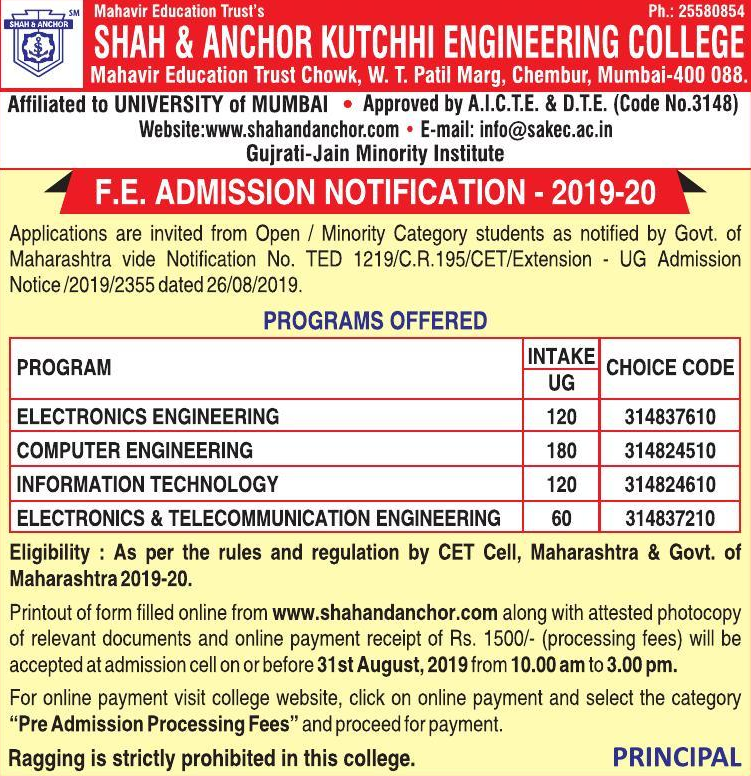 SM
SHAH & ANCHOR
Mahavir Education Trust's Ph.: 25580854
SHAH & ANCHOR KUTCHHI ENGINEERING COLLEGE
Mahavir Education Trust Chowk, W. T. Patil Marg, Chembur, Mumbai-400 088.
Affiliated to UNIVERSITY of MUMBAI • Approved by A.I.C.T.E. & D.T.E. (Code No.3148)
Website:www.shahandanchor.com • E-mail: info@sakec.ac.in
Gujrati-Jain Minority Institute
F.E. ADMISSION NOTIFICATION - 2019-20
Applications are invited from Open / Minority Category students as notified by Govt. of
Maharashtra vide Notification No. TED 1219/C.R.195/CET/Extension - UG Admission
Notice /2019/2355 dated 26/08/2019.
PROGRAMS OFFERED
PROGRAM INTAKE UG CHOICE CODE
ELECTRONICS ENGINEERING 120 314837610
COMPUTER ENGINEERING 180 314824510
INFORMATION TECHNOLOGY 120 314824610
ELECTRONICS & TELECOMMUNICATION ENGINEERING 60 314837210
Eligibility : As per the rules and regulation by CET Cell, Maharashtra & Govt. of
Maharashtra 2019-20.
Printout of form filled online from www.shahandanchor.com along with attested photocopy
of relevant documents and online payment receipt of Rs. 1500/- (processing fees) will be
accepted at admission cell on or before 31st August, 2019 from 10.00 am to 3.00 pm.
For online payment visit college website, click on online payment and select the category
“Pre Admission Processing Fees” and proceed for payment.
Ragging is strictly prohibited in this college. PRINCIPAL